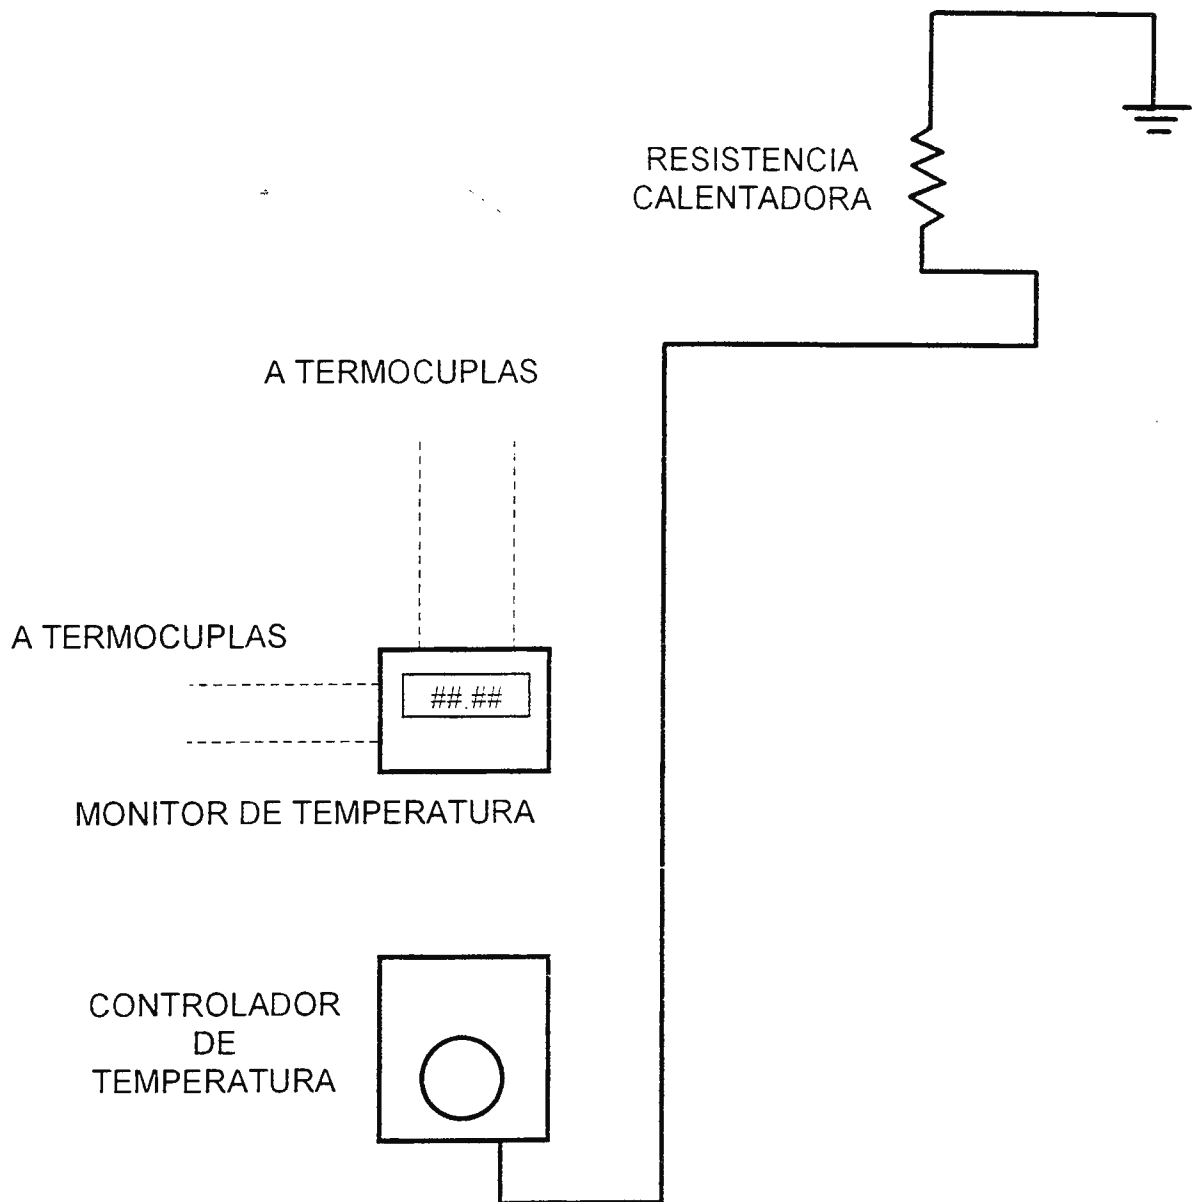 RESISTENCIA
CALENTADORA
A TERMOCUPLAS
A TERMOCUPLAS
##.##
MONITOR DE TEMPERATURA
CONTROLADOR
DE
TEMPERATURA